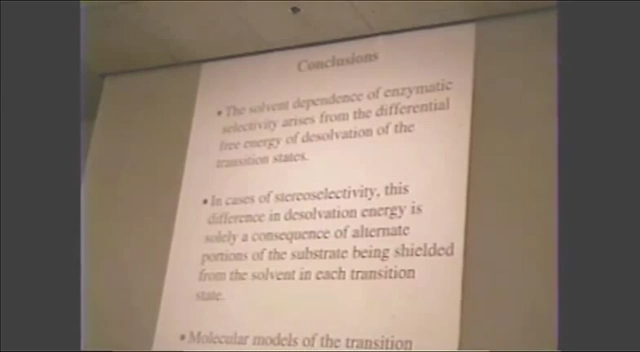 Conclusions
• The solvent dependence of enzymatic
selectivity arises from the differential
free energy of desolvation of the
transition states.
• In cases of stereoselectivity, this
difference in desolvation energy is
solely a consequence of alternate
portions of the substrate being shielded
from the solvent in each transition
state.
• Molecular models of the transition